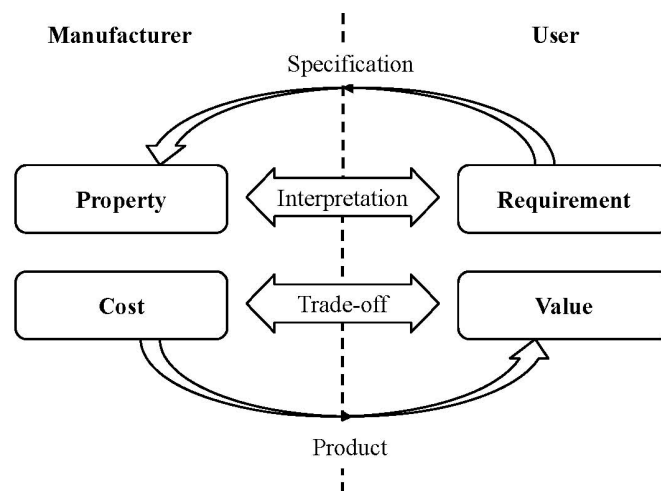 Manufacturer
User
Specification
Property
Interpretation
Requirement
Cost
Trade-off
Value
Product